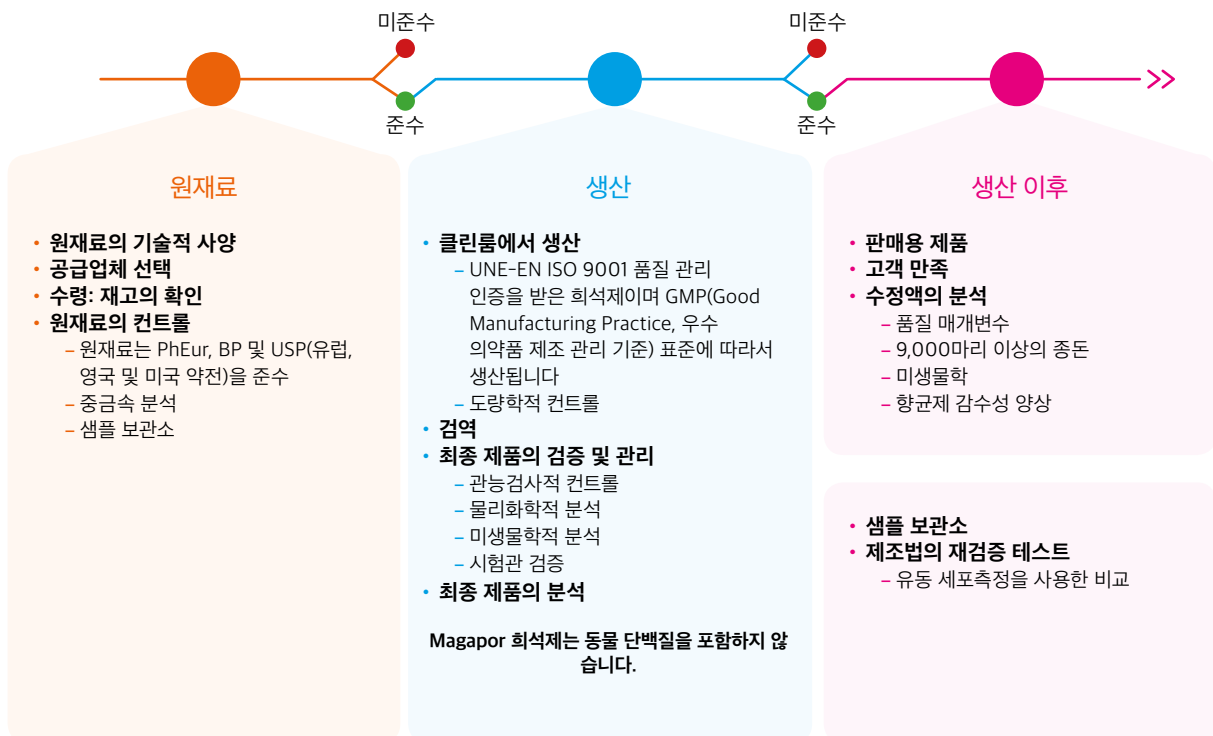 미준수
미준수
준수
준수
원재료
• 원재료의 기술적 사양
• 공급업체 선택
• 수령: 재고의 확인
• 원재료의 컨트롤
– 원재료는 PhEur, BP 및 USP(유럽,
영국 및 미국 약전)을 준수
– 중금속 분석
– 샘플 보관소
생산
• 클린룸에서 생산
– UNE-EN ISO 9001 품질 관리
인증을 받은 희석제이며 GMP(Good
Manufacturing Practice, 우수
의약품 제조 관리 기준) 표준에 따라서
생산됩니다
– 도량학적 컨트롤
• 검역
• 최종 제품의 검증 및 관리
– 관능검사적 컨트롤
– 물리화학적 분석
– 미생물학적 분석
– 시험관 검증
• 최종 제품의 분석
Magapor 희석제는 동물 단백질을 포함하지 않
습니다.
생산 이후
• 판매용 제품
• 고객 만족
• 수정액의 분석
– 품질 매개변수
– 9,000마리 이상의 종돈
– 미생물학
– 항균제 감수성 양상
• 샘플 보관소
• 제조법의 재검증 테스트
– 유동 세포측정을 사용한 비교